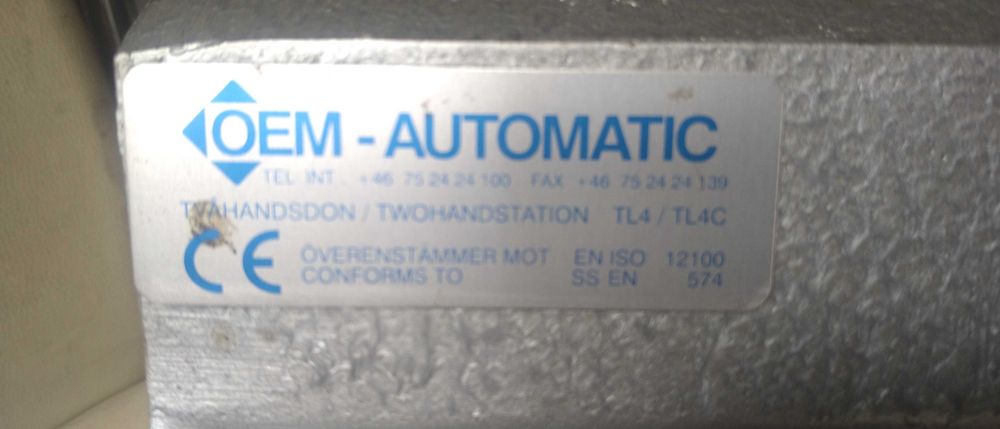 OEM - AUTOMATIC
TEL INT . +46 75 24 24 100 FAX +46 75 24 24 139
TVÅHANDSDON / TWOHANDSTATION TL4 / TL4C
CE ÖVERENSTÄMMER MOT EN ISO 12100
CONFORMS TO SS EN 574